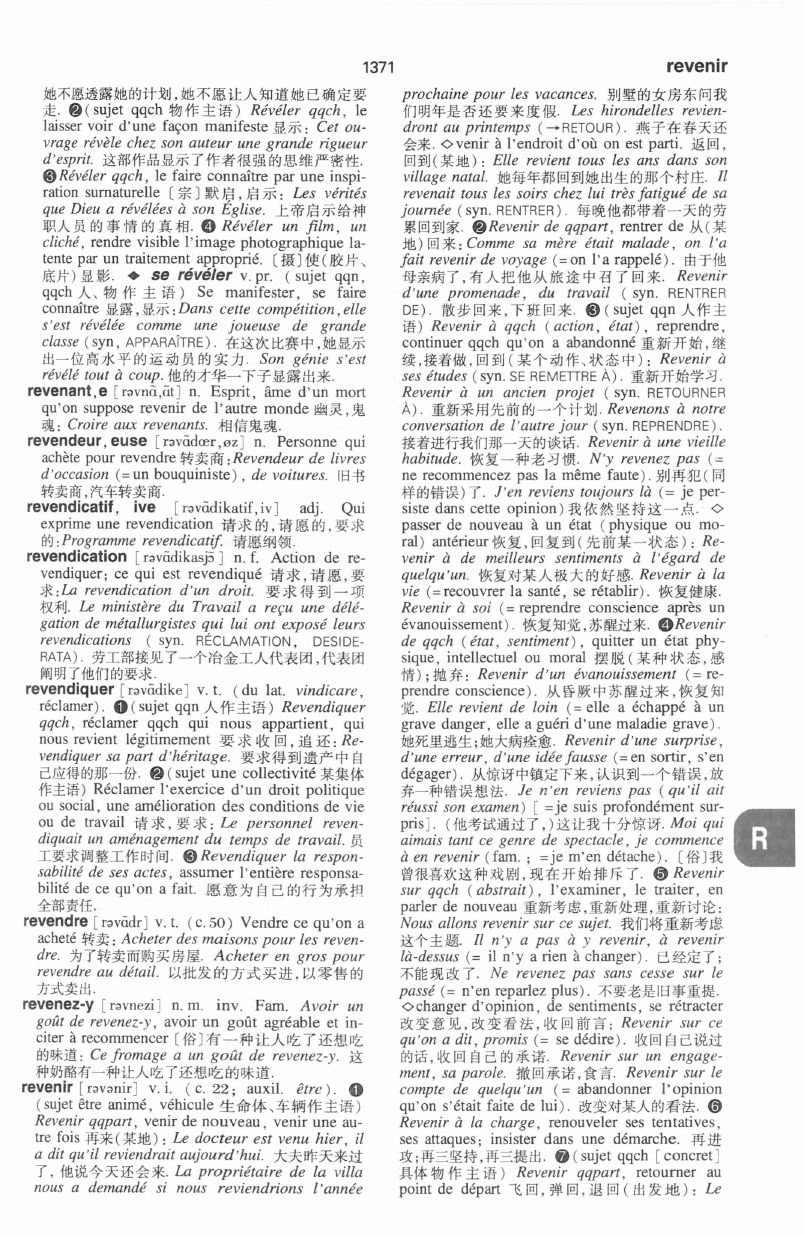 1371
revenir
她不愿透露她的计划,她不愿让人知道她已确定要
走. ❷(sujet qqch 物作主语) Révéler qqch, le
laisser voir d'une façon manifeste 显示: Cet ou-
vrage révèle chez son auteur une grande rigueur
d'esprit. 这部作品显示了作者很强的思维严密性.
❸Révéler qqch, le faire connaître par une inspi-
ration surnaturelle 〔宗〕默启,启示: Les vérités
que Dieu a révélées à son Église. 上帝启示给神
职人员的事情的真相. ❹ Révéler un film, un
cliché, rendre visible l'image photographique la-
tente par un traitement approprié. 〔摄〕使(胶片、
底片)显影. ◆ se révéler v. pr. (sujet qqn,
qqch 人、物作主语) Se manifester, se faire
connaître 显露,显示:Dans cette compétition, elle
s'est révélée comme une joueuse de grande
classe (syn, APPARAÎTRE). 在这次比赛中,她显示
出一位高水平的运动员的实力. Son génie s'est
révélé tout à coup. 他的才华一下子显露出来.
revenant,e [rəvnɑ̃,ɑ̃t] n. Esprit, âme d'un mort
qu'on suppose revenir de l'autre monde 幽灵,鬼
魂: Croire aux revenants. 相信鬼魂.
revendeur, euse [rəvɑ̃dœr,øz] n. Personne qui
achète pour revendre 转卖商:Revendeur de livres
d'occasion (= un bouquiniste), de voitures. 旧书
转卖商,汽车转卖商.
revendicatif, ive [rəvɑ̃dikatif,iv] adj. Qui
exprime une revendication 请求的,请愿的,要求
的:Programme revendicatif. 请愿纲领.
revendication [rəvɑ̃dikasjɔ̃] n. f. Action de re-
vendiquer; ce qui est revendiqué 请求,请愿,要
求:La revendication d'un droit. 要求得到一项
权利. Le ministère du Travail a reçu une délé-
gation de métallurgistes qui lui ont exposé leurs
revendications ( syn. RÉCLAMATION, DESIDE-
RATA). 劳工部接见了一个冶金工人代表团,代表团
阐明了他们的要求.
revendiquer [rəvɑ̃dike] v. t. (du lat. vindicare,
réclamer). ❶(sujet qqn 人作主语) Revendiquer
qqch, réclamer qqch qui nous appartient, qui
nous revient légitimement 要求收回,追还: Re-
vendiquer sa part d'héritage. 要求得到遗产中自
己应得的那一份. ❷(sujet une collectivité 某集体
作主语) Réclamer l'exercice d'un droit politique
ou social, une amélioration des conditions de vie
ou de travail 请求,要求: Le personnel reven-
diquait un aménagement du temps de travail. 员
工要求调整工作时间. ❸Revendiquer la respon-
sabilité de ses actes, assumer l'entière responsa-
bilité de ce qu'on a fait. 愿意为自己的行为承担
全部责任.
revendre [rəvɑ̃dr] v. t. (c. 50) Vendre ce qu'on a
acheté 转卖: Acheter des maisons pour les reven-
dre. 为了转卖而购买房屋. Acheter en gros pour
revendre au détail. 以批发的方式买进,以零售的
方式卖出.
revenez-y [rəvnezi] n. m. inv. Fam. Avoir un
goût de revenez-y, avoir un goût agréable et in-
citer à recommencer 〔俗〕有一种让人吃了还想吃
的味道: Ce fromage a un goût de revenez-y. 这
种奶酪有一种让人吃了还想吃的味道.
revenir [rəvənir] v. i. (c. 22; auxil. être). ❶
(sujet être animé, véhicule 生命体、车辆作主语)
Revenir qqpart, venir de nouveau, venir une au-
tre fois 再来(某地): Le docteur est venu hier, il
a dit qu'il reviendrait aujourd'hui. 大夫昨天来过
了, 他说今天还会来. La propriétaire de la villa
nous a demandé si nous reviendrions l'année
prochaine pour les vacances. 别墅的女房东问我
们明年是否还要来度假. Les hirondelles revien-
dront au printemps (→RETOUR). 燕子在春天还
会来. ◇venir à l'endroit d'où on est parti. 返回,
回到(某地): Elle revient tous les ans dans son
village natal. 她每年都回到她出生的那个村庄. Il
revenait tous les soirs chez lui très fatigué de sa
journée (syn. RENTRER). 每晚他都带着一天的劳
累回到家. ❷Revenir de qqpart, rentrer de 从(某
地)回来: Comme sa mère était malade, on l'a
fait revenir de voyage (= on l'a rappelé). 由于他
母亲病了,有人把他从旅途中召了回来. Revenir
d'une promenade, du travail (syn. RENTRER
DE). 散步回来,下班回来. ❸(sujet qqn 人作主
语) Revenir à qqch (action, état), reprendre,
continuer qqch qu'on a abandonné 重新开始,继
续,接着做,回到(某个动作、状态中): Revenir à
ses études (syn. SE REMETTRE À). 重新开始学习.
Revenir à un ancien projet (syn. RETOURNER
À). 重新采用先前的一个计划. Revenons à notre
conversation de l'autre jour (syn. REPRENDRE).
接着进行我们那一天的谈话. Revenir à une vieille
habitude. 恢复一种老习惯. N'y revenez pas (=
ne recommencez pas la même faute). 别再犯(同
样的错误)了. J'en reviens toujours là (= je per-
siste dans cette opinion) 我依然坚持这一点. ◇
passer de nouveau à un état (physique ou mo-
ral) antérieur 恢复,回复到(先前某一状态): Re-
venir à de meilleurs sentiments à l'égard de
quelqu'un. 恢复对某人极大的好感. Revenir à la
vie (= recouvrer la santé, se rétablir). 恢复健康.
Revenir à soi (= reprendre conscience après un
évanouissement). 恢复知觉,苏醒过来. ❹Revenir
de qqch (état, sentiment), quitter un état phy-
sique, intellectuel ou moral 摆脱(某种状态,感
情);抛弃: Revenir d'un évanouissement (= re-
prendre conscience). 从昏厥中苏醒过来,恢复知
觉. Elle revient de loin (= elle a échappé à un
grave danger, elle a guéri d'une maladie grave).
她死里逃生;她大病痊愈. Revenir d'une surprise,
d'une erreur, d'une idée fausse (= en sortir, s'en
dégager). 从惊讶中镇定下来,认识到一个错误,放
弃一种错误想法. Je n'en reviens pas (qu'il ait
réussi son examen) [ =je suis profondément sur-
pris]. (他考试通过了,)这让我十分惊讶. Moi qui
aimais tant ce genre de spectacle, je commence
à en revenir (fam. ; =je m'en détache). 〔俗〕我
曾很喜欢这种戏剧,现在开始排斥了. ❺ Revenir
sur qqch (abstrait), l'examiner, le traiter, en
parler de nouveau 重新考虑,重新处理,重新讨论:
Nous allons revenir sur ce sujet. 我们将重新考虑
这个主题. Il n'y a pas à y revenir, à revenir
là-dessus (= il n'y a rien à changer). 已经定了;
不能现改了. Ne revenez pas sans cesse sur le
passé (= n'en reparlez plus). 不要老是旧事重提.
◇changer d'opinion, de sentiments, se rétracter
改变意见,改变看法,收回前言: Revenir sur ce
qu'on a dit, promis (= se dédire). 收回自己说过
的话,收回自己的承诺. Revenir sur un engage-
ment, sa parole. 撤回承诺,食言. Revenir sur le
compte de quelqu'un (= abandonner l'opinion
qu'on s'était faite de lui). 改变对某人的看法. ❻
Revenir à la charge, renouveler ses tentatives,
ses attaques; insister dans une démarche. 再进
攻;再三坚持,再三提出. ❼(sujet qqch [concret]
具体物作主语) Revenir qqpart, retourner au
point de départ 飞回,弹回,退回(出发地): Le
R